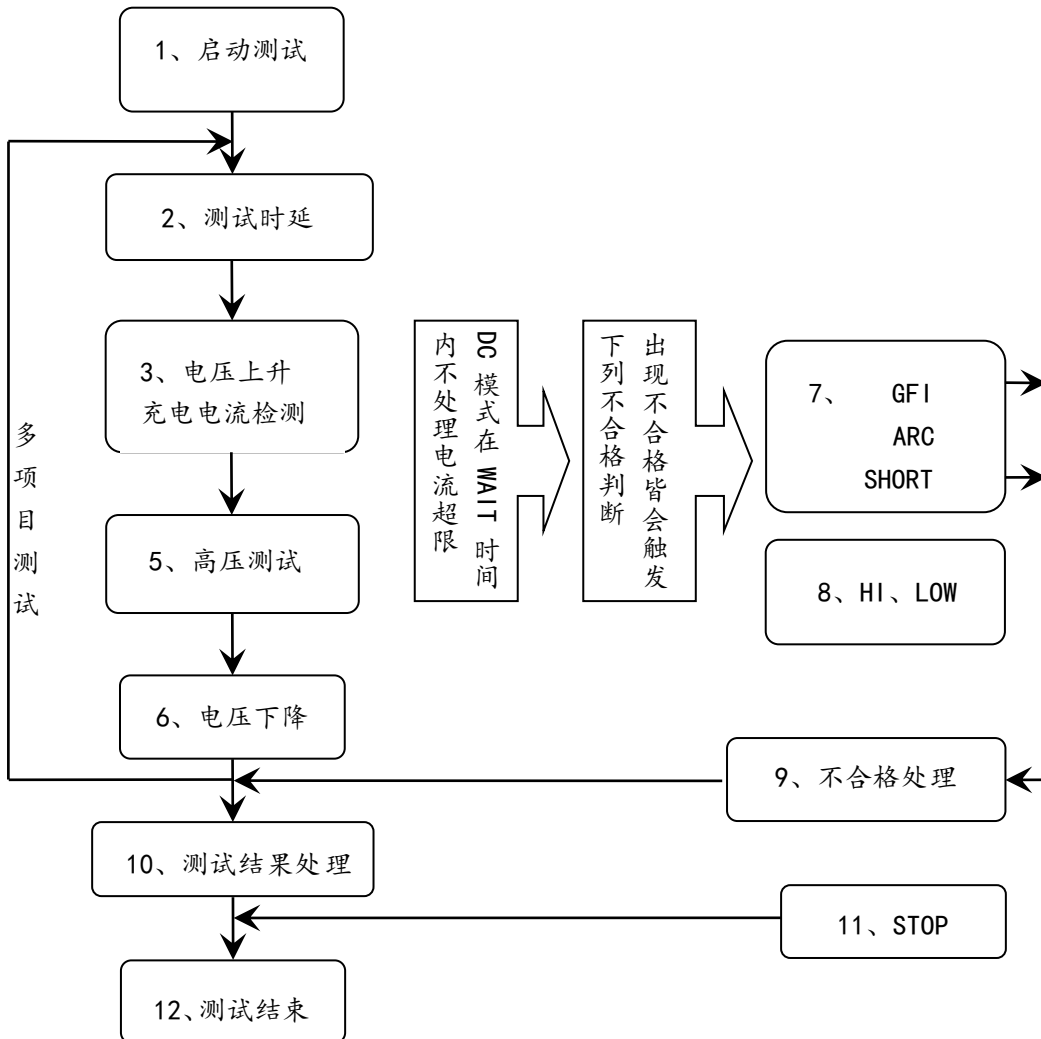 1、启动测试
2、测试时延
3、电压上升
充电电流检测
5、高压测试
6、电压下降
多项目测试
DC 模式在 WAIT 时间
内不处理电流超限
出现不合格皆会触发
下列不合格判断
7、 GFI
ARC
SHORT
8、HI、LOW
9、不合格处理
10、测试结果处理
11、STOP
12、测试结束